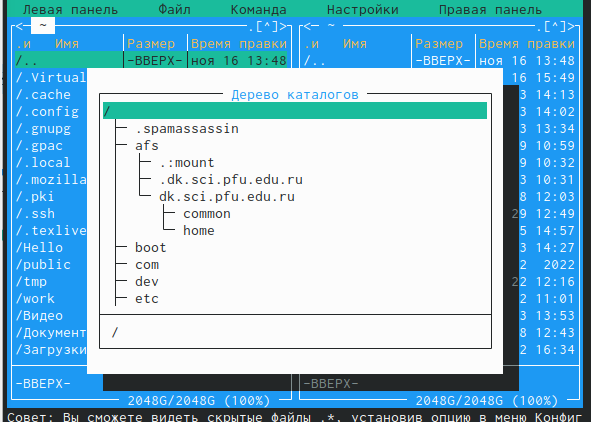 Левая панель Файл Команда Настройки Правая панель
<─ ~ .[^]> <─ ~ .[^]>
.и Имя Размер Время правки .и Имя Размер Время правки
/.. -ВВЕРХ- ноя 16 13:48 /.. -ВВЕРХ- ноя 16 13:48
/.Virtual 16 15:49
/.cache 3 14:13
/.config 3 14:02
/.gnupg 3 13:34
/.gpac 9 10:59
/.local 9 10:32
/.mozilla 3 10:31
/.pki 8 12:03
/.ssh 29 12:49
/.texlive 5 14:57
/Hello 3 14:27
/public 2 2022
/tmp 22 12:16
/work 2 11:01
/Видео 3 13:53
/Документ 8 12:43
/Загрузки 2 16:34
Дерево каталогов
/
.spamassassin
afs
.:mount
.dk.sci.pfu.edu.ru
dk.sci.pfu.edu.ru
common
home
boot
com
dev
etc
/
-ВВЕРХ- -ВВЕРХ-
2048G/2048G (100%) 2048G/2048G (100%)
Совет: Вы сможете видеть скрытые файлы .*, установив опцию в меню Конфиг